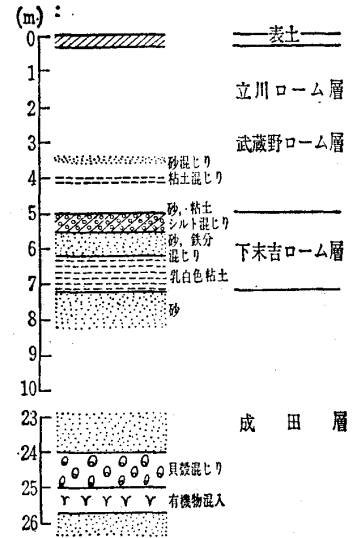 (m) :
0
表土
1
立川ローム層
2
3
武蔵野ローム層
砂混じり
4
粘土混じり
砂,・粘土
5
シルト混じり
砂, 鉄分
6
混じり
下末吉ローム層
乳白色粘土
7
砂
8
9
10
23
成田層
24
貝殻混じり
25
有機物混入
26